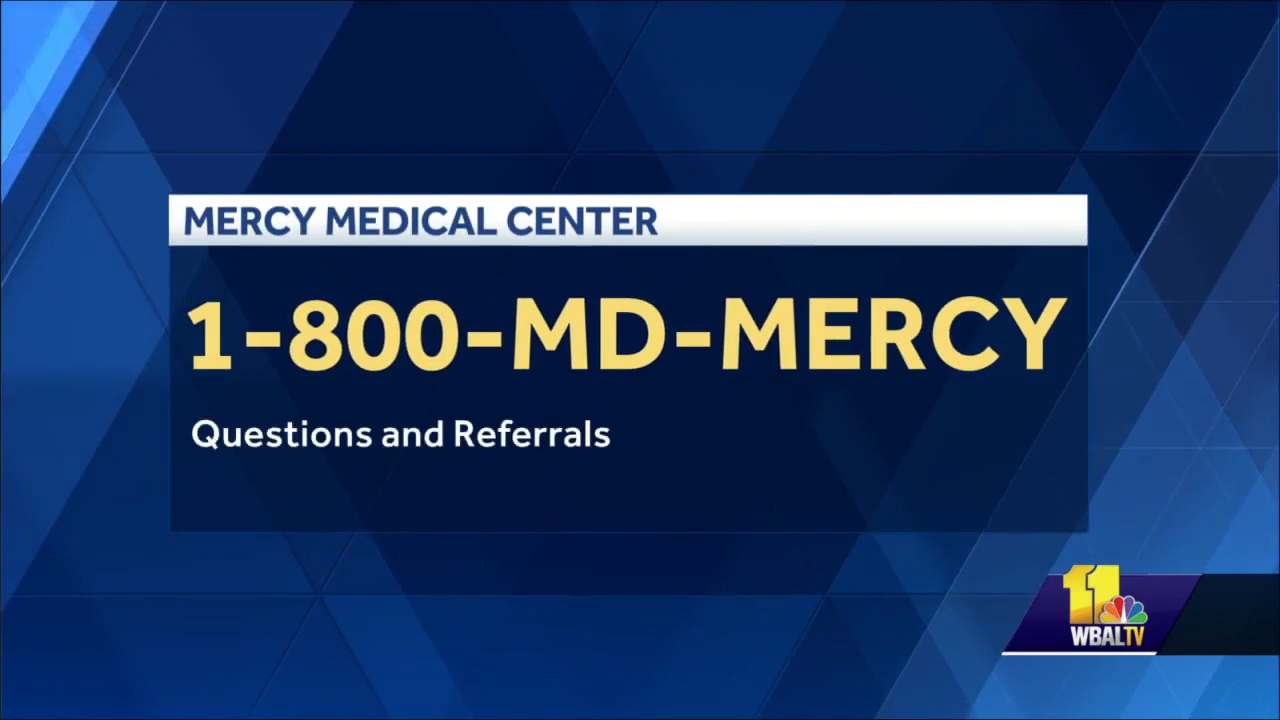 MERCY MEDICAL CENTER
1-800-MD-MERCY
Questions and Referrals
11
WBALTV